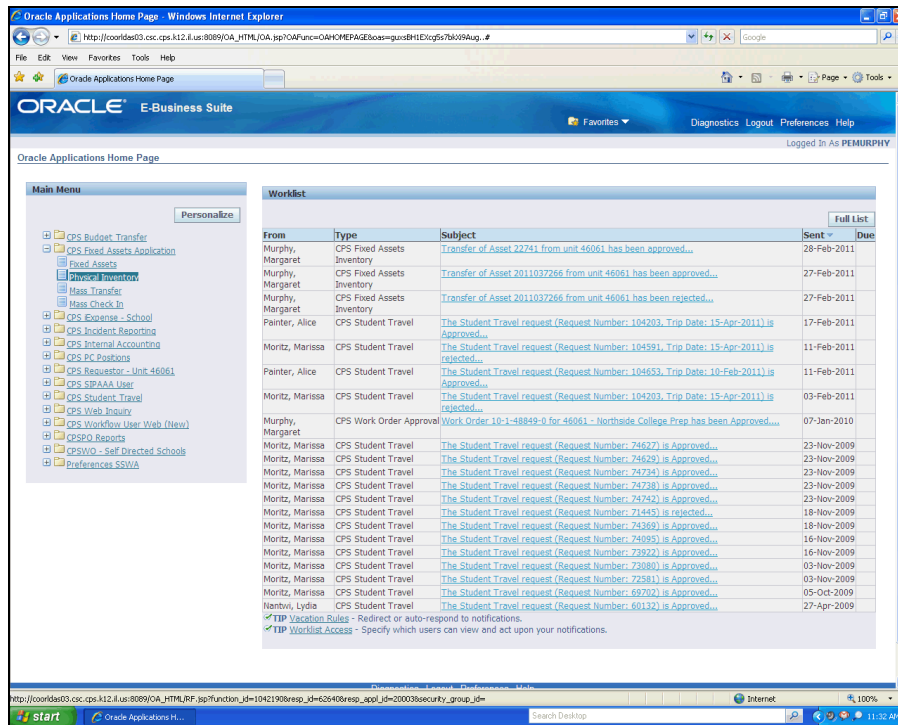 Oracle Applications Home Page - Windows Internet Explorer
http://coorldas03.csc.cps.k12.il.us:8089/OA_HTML/OA.jsp?OAFunc=OAHOMEPAGE&oas=
Google
File Edit View Favorites Tools Help
Oracle Applications Home Page
Page Tools
ORACLE E-Business Suite
Favorites
Diagnostics Logout Preferences Help
Logged In As PEMURPHY
Oracle Applications Home Page
Main Menu
Personalize
CPS Budget Transfer
CPS Fixed Assets Application
Fixed Assets
Physical Inventory
Mass Transfer
Mass Check In
CPS iExpense - School
CPS Incident Reporting
CPS Internal Accounting
CPS PC Positions
CPS Requestor - Unit 46061
CPS SIPAAA User
CPS Student Travel
CPS Web Inquiry
CPS Workflow User Web (New)
CPSPO Reports
CPSWO - Self Directed Schools
Preferences SSWA
Worklist
Full List
From Type Subject Sent Due
Murphy, Margaret CPS Fixed Assets Inventory Transfer of Asset 22741 from unit 46061 has been approved... 28-Feb-2011
Murphy, Margaret CPS Fixed Assets Inventory Transfer of Asset 2011037266 from unit 46061 has been approved... 27-Feb-2011
Murphy, Margaret CPS Fixed Assets Inventory Transfer of Asset 2011037266 from unit 46061 has been rejected... 27-Feb-2011
Painter, Alice CPS Student Travel The Student Travel request (Request Number: 104203, Trip Date: 15-Apr-2011) is Approved... 17-Feb-2011
Moritz, Marissa CPS Student Travel The Student Travel request (Request Number: 104591, Trip Date: 15-Apr-2011) is rejected... 11-Feb-2011
Painter, Alice CPS Student Travel The Student Travel request (Request Number: 104653, Trip Date: 10-Feb-2011) is Approved... 11-Feb-2011
Moritz, Marissa CPS Student Travel The Student Travel request (Request Number: 104203, Trip Date: 15-Apr-2011) is rejected... 03-Feb-2011
Murphy, Margaret CPS Work Order Approval Work Order 10-1-48849-0 for 46061 - Northside College Prep has been Approved.... 07-Jan-2010
Moritz, Marissa CPS Student Travel The Student Travel request (Request Number: 74627) is Approved... 23-Nov-2009
Moritz, Marissa CPS Student Travel The Student Travel request (Request Number: 74629) is Approved... 23-Nov-2009
Moritz, Marissa CPS Student Travel The Student Travel request (Request Number: 74734) is Approved... 23-Nov-2009
Moritz, Marissa CPS Student Travel The Student Travel request (Request Number: 74738) is Approved... 23-Nov-2009
Moritz, Marissa CPS Student Travel The Student Travel request (Request Number: 74742) is Approved... 23-Nov-2009
Moritz, Marissa CPS Student Travel The Student Travel request (Request Number: 71445) is rejected... 18-Nov-2009
Moritz, Marissa CPS Student Travel The Student Travel request (Request Number: 74369) is Approved... 18-Nov-2009
Moritz, Marissa CPS Student Travel The Student Travel request (Request Number: 74095) is Approved... 16-Nov-2009
Moritz, Marissa CPS Student Travel The Student Travel request (Request Number: 73922) is Approved... 16-Nov-2009
Moritz, Marissa CPS Student Travel The Student Travel request (Request Number: 73080) is Approved... 03-Nov-2009
Moritz, Marissa CPS Student Travel The Student Travel request (Request Number: 72581) is Approved... 03-Nov-2009
Moritz, Marissa CPS Student Travel The Student Travel request (Request Number: 69702) is Approved... 05-Oct-2009
Nantwi, Lydia CPS Student Travel The Student Travel request (Request Number: 60132) is Approved... 27-Apr-2009
TIP Vacation Rules - Redirect or auto-respond to notifications.
TIP Worklist Access - Specify which users can view and act upon your notifications.
Diagnostics Logout Preferences Help
http://coorldas03.csc.cps.k12.il.us:8089/OA_HTML/RF.jsp?function_id=1042190&resp_id=62640&resp_appl_id=20003&security_group_id=
Internet 100%
start Oracle Applications H... Search Desktop 11:32 AM